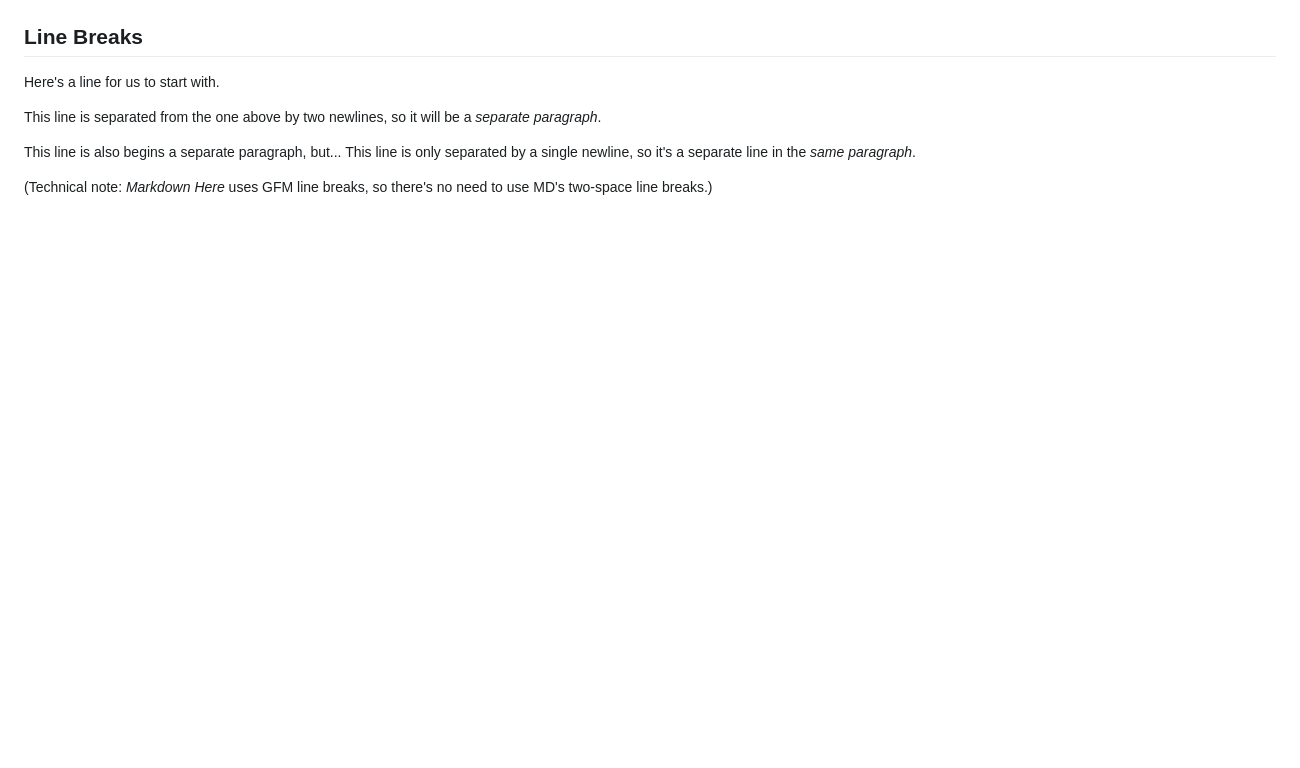 Line Breaks
Here's a line for us to start with.
This line is separated from the one above by two newlines, so it will be a separate paragraph.
This line is also begins a separate paragraph, but... This line is only separated by a single newline, so it's a separate line in the same paragraph.
(Technical note: Markdown Here uses GFM line breaks, so there's no need to use MD's two-space line breaks.)